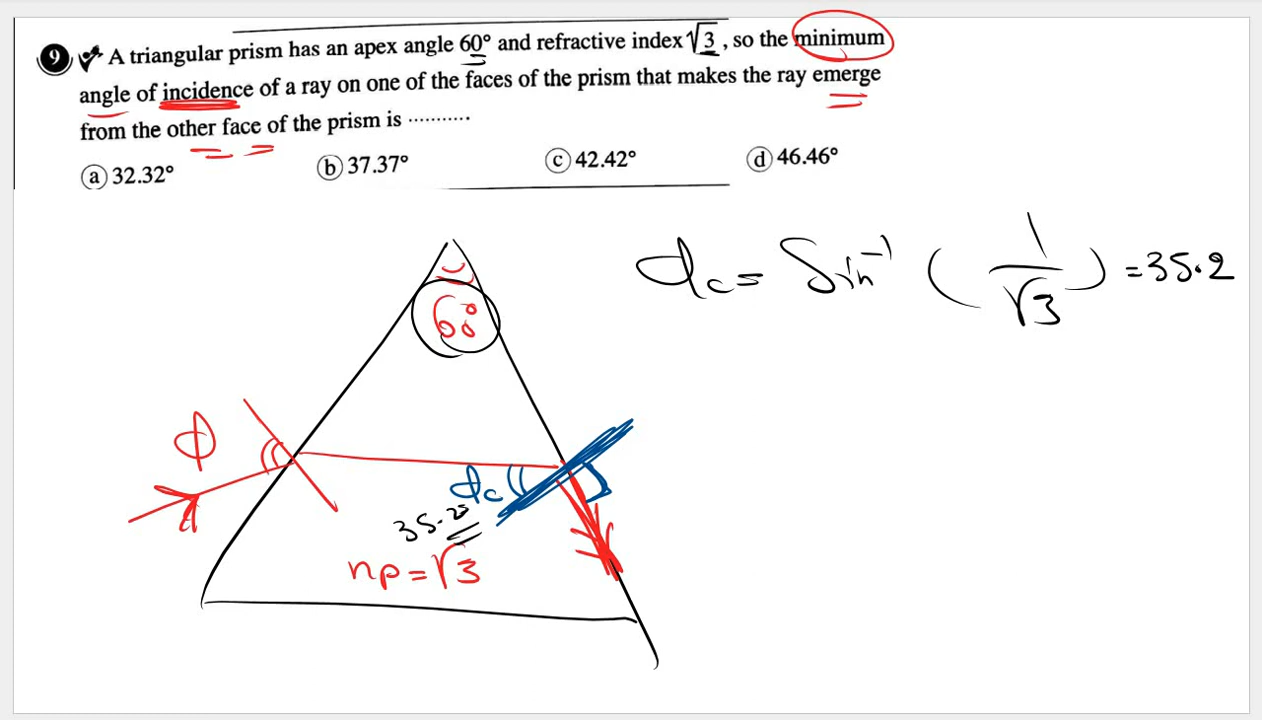 9 A triangular prism has an apex angle 60° and refractive index √3, so the minimum
angle of incidence of a ray on one of the faces of the prism that makes the ray emerge
from the other face of the prism is ...........
ⓐ 32.32° ⓑ 37.37° ⓒ 42.42° ⓓ 46.46°
ϕc = Sin⁻¹ (1/√3) = 35.2
60°
ϕ
ϕc
35.25
np = √3